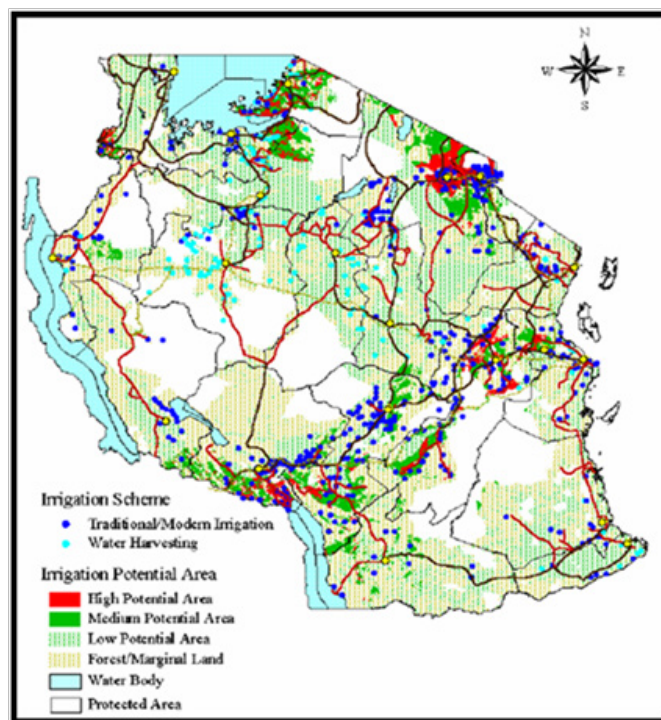 N
W E
S
Irrigation Scheme
Traditional/Modern Irrigation
Water Harvesting
Irrigation Potential Area
High Potential Area
Medium Potential Area
Low Potential Area
Forest/Marginal Land
Water Body
Protected Area